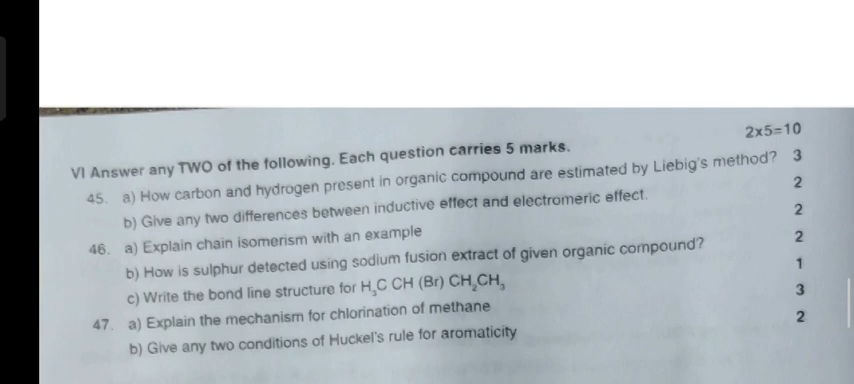 2x5=10
VI Answer any TWO of the following. Each question carries 5 marks.
45. a) How carbon and hydrogen present in organic compound are estimated by Liebig's method? 3
b) Give any two differences between inductive effect and electromeric effect. 2
46. a) Explain chain isomerism with an example 2
b) How is sulphur detected using sodium fusion extract of given organic compound? 2
c) Write the bond line structure for H₃C CH (Br) CH₂CH₃ 1
47. a) Explain the mechanism for chlorination of methane 3
b) Give any two conditions of Huckel's rule for aromaticity 2